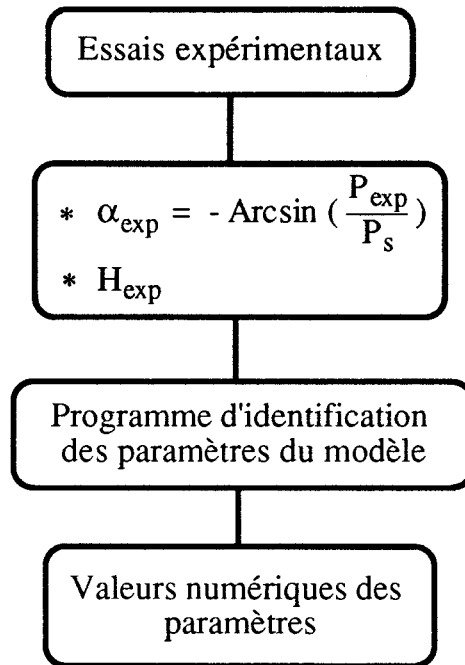 Essais expérimentaux
* α_exp = - Arcsin (P_exp / P_s)
* H_exp
Programme d'identification
des paramètres du modèle
Valeurs numériques des
paramètres